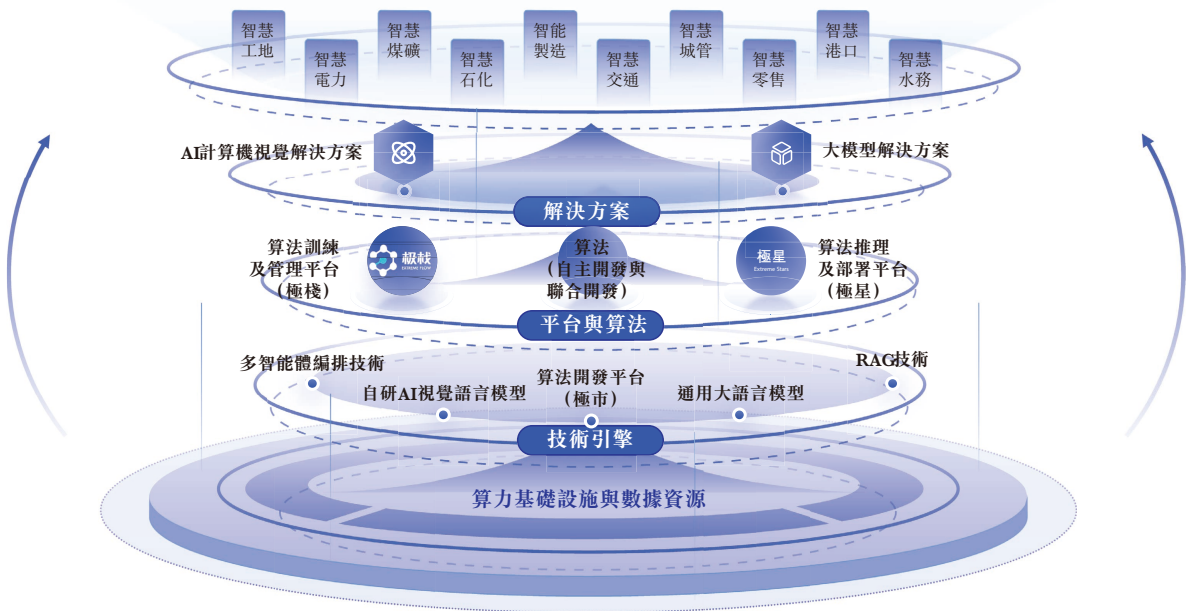 智慧
工地
智慧
電力
智慧
煤礦
智慧
石化
智能
製造
智慧
交通
智慧
城管
智慧
零售
智慧
港口
智慧
水務
AI計算機視覺解決方案
大模型解決方案
解決方案
算法訓練
及管理平台
(極棧)
极栈
EXTREME FLOW
算法
(自主開發與
聯合開發)
極星
Extreme Stars
算法推理
及部署平台
(極星)
平台與算法
多智能體編排技術
自研AI視覺語言模型
算法開發平台
(極市)
通用大語言模型
RAG技術
技術引擎
算力基礎設施與數據資源